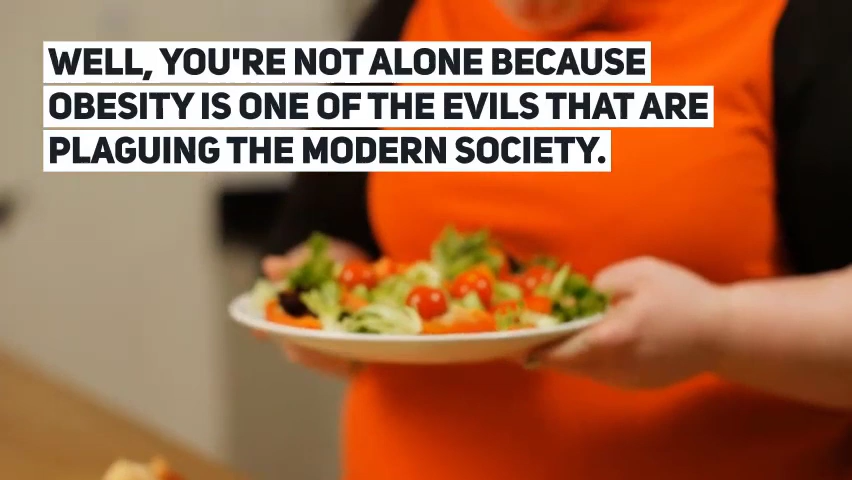 WELL, YOU'RE NOT ALONE BECAUSE
OBESITY IS ONE OF THE EVILS THAT ARE
PLAGUING THE MODERN SOCIETY.